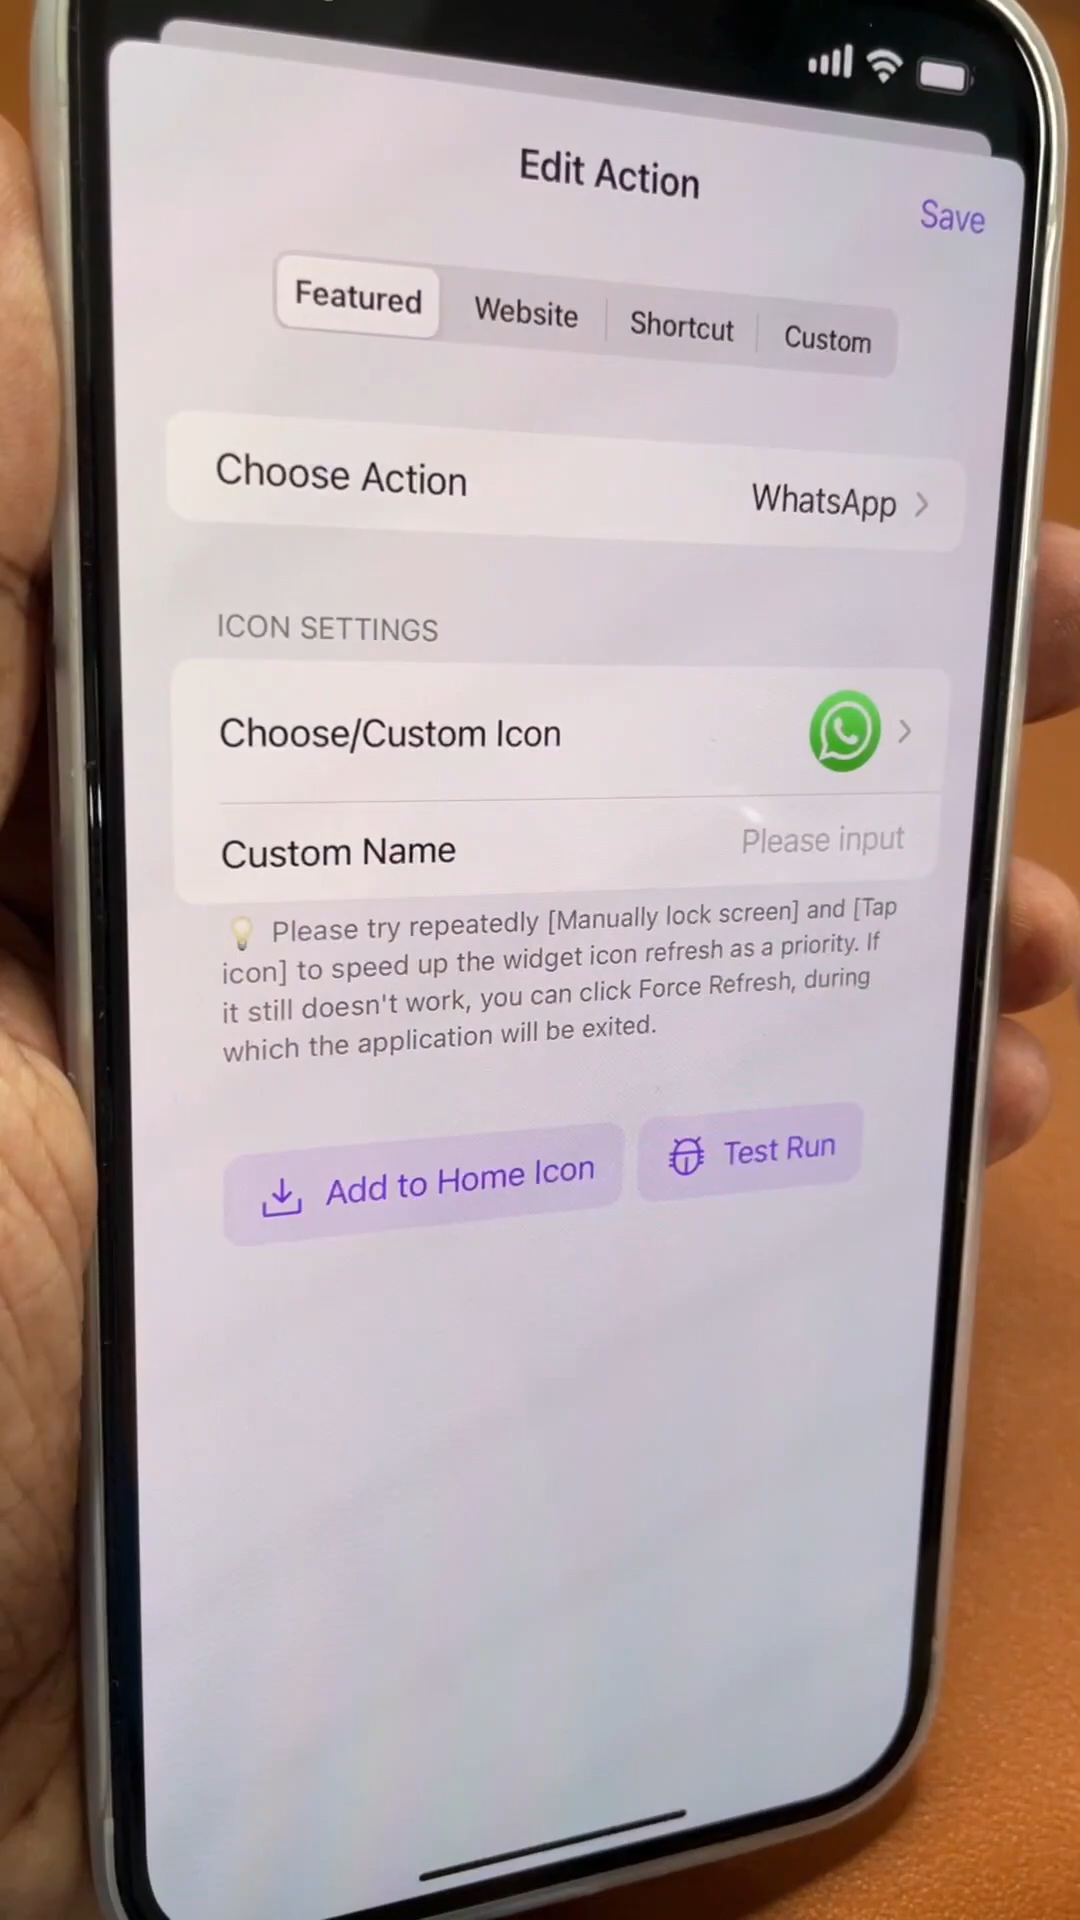 Edit Action
Save
Featured
Website
Shortcut
Custom
Choose Action
WhatsApp
ICON SETTINGS
Choose/Custom Icon
Custom Name
Please input
Please try repeatedly [Manually lock screen] and [Tap
icon] to speed up the widget icon refresh as a priority. If
it still doesn't work, you can click Force Refresh, during
which the application will be exited.
Add to Home Icon
Test Run